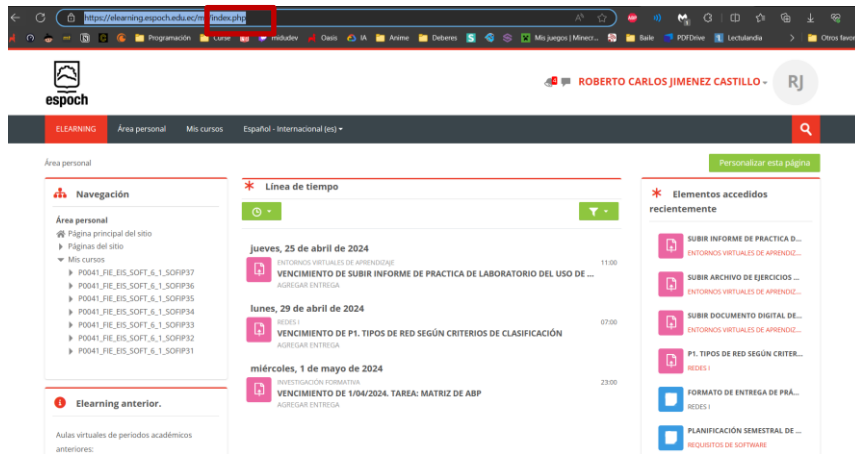 https://elearning.espoch.edu.ec/my/index.php
Programación
Curse
midudev
Oasis
IA
Anime
Deberes
Mis juegos | Minecr...
Baile
PDFDrive
Lectulandia
Otros favor
espoch
ROBERTO CARLOS JIMENEZ CASTILLO
RJ
ELEARNING Área personal Mis cursos Español - Internacional (es)
Área personal
Personalizar esta página
Navegación
Área personal
Página principal del sitio
Páginas del sitio
Mis cursos
P0041_FIE_EIS_SOFT_6_1_SOFIP37
P0041_FIE_EIS_SOFT_6_1_SOFIP36
P0041_FIE_EIS_SOFT_6_1_SOFIP35
P0041_FIE_EIS_SOFT_6_1_SOFIP34
P0041_FIE_EIS_SOFT_6_1_SOFIP33
P0041_FIE_EIS_SOFT_6_1_SOFIP32
P0041_FIE_EIS_SOFT_6_1_SOFIP31
Elearning anterior.
Aulas virtuales de periodos académicos
anteriores:
Línea de tiempo
jueves, 25 de abril de 2024
ENTORNOS VIRTUALES DE APRENDIZAJE 11:00
VENCIMIENTO DE SUBIR INFORME DE PRACTICA DE LABORATORIO DEL USO DE ...
AGREGAR ENTREGA
lunes, 29 de abril de 2024
REDES I 07:00
VENCIMIENTO DE P1. TIPOS DE RED SEGÚN CRITERIOS DE CLASIFICACIÓN
AGREGAR ENTREGA
miércoles, 1 de mayo de 2024
INVESTIGACIÓN FORMATIVA 23:00
VENCIMIENTO DE 1/04/2024. TAREA: MATRIZ DE ABP
AGREGAR ENTREGA
Elementos accedidos
recientemente
SUBIR INFORME DE PRACTICA D...
ENTORNOS VIRTUALES DE APRENDIZ...
SUBIR ARCHIVO DE EJERCICIOS ...
ENTORNOS VIRTUALES DE APRENDIZ...
SUBIR DOCUMENTO DIGITAL DE...
ENTORNOS VIRTUALES DE APRENDIZ...
P1. TIPOS DE RED SEGÚN CRITER...
REDES I
FORMATO DE ENTREGA DE PRÁ...
REDES I
PLANIFICACIÓN SEMESTRAL DE ...
REQUISITOS DE SOFTWARE